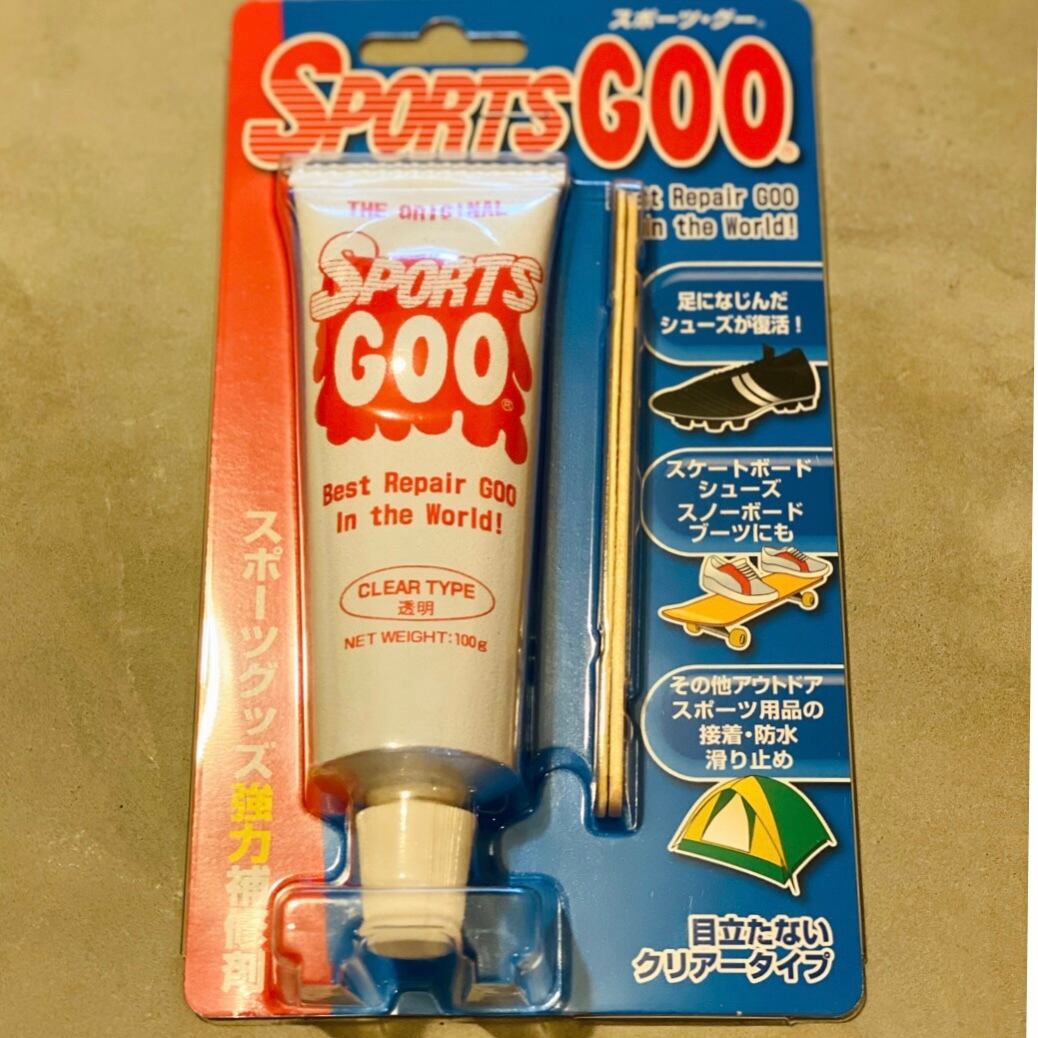 スポーツ・グー®
SPORTS GOO®
THE ORIGINAL
SPORTS
GOO®
Best Repair GOO
In the World!
CLEAR TYPE
透明
NET WEIGHT:100g
st Repair GOO
In the World!
足になじんだ
シューズが復活!
スケートボード
シューズ
スノーボード
ブーツにも
その他アウトドア
スポーツ用品の
接着・防水
滑り止め
目立たない
クリアータイプ
スポーツグッズ強力補修剤